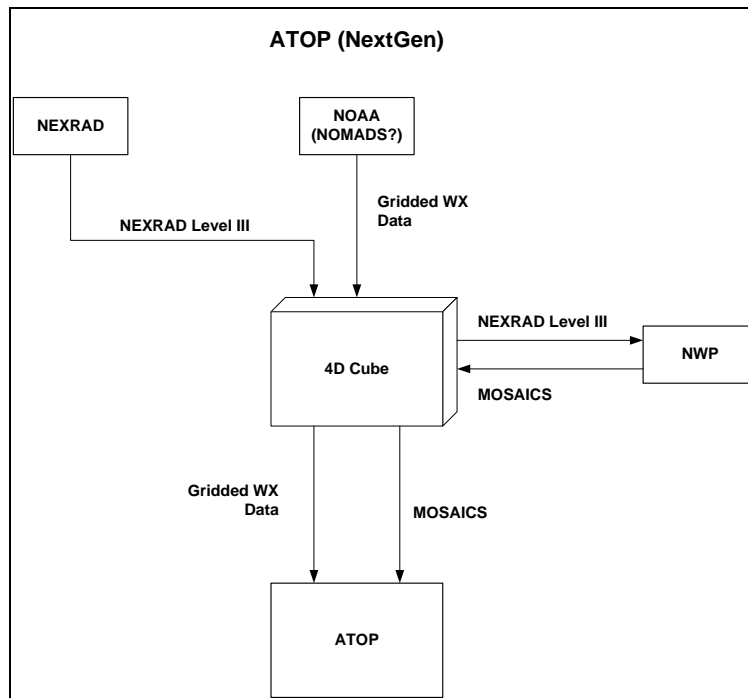 ATOP (NextGen)
NEXRAD
NOAA
(NOMADS?)
Gridded WX
Data
NEXRAD Level III
4D Cube
NEXRAD Level III
NWP
MOSAICS
Gridded WX
Data
MOSAICS
ATOP